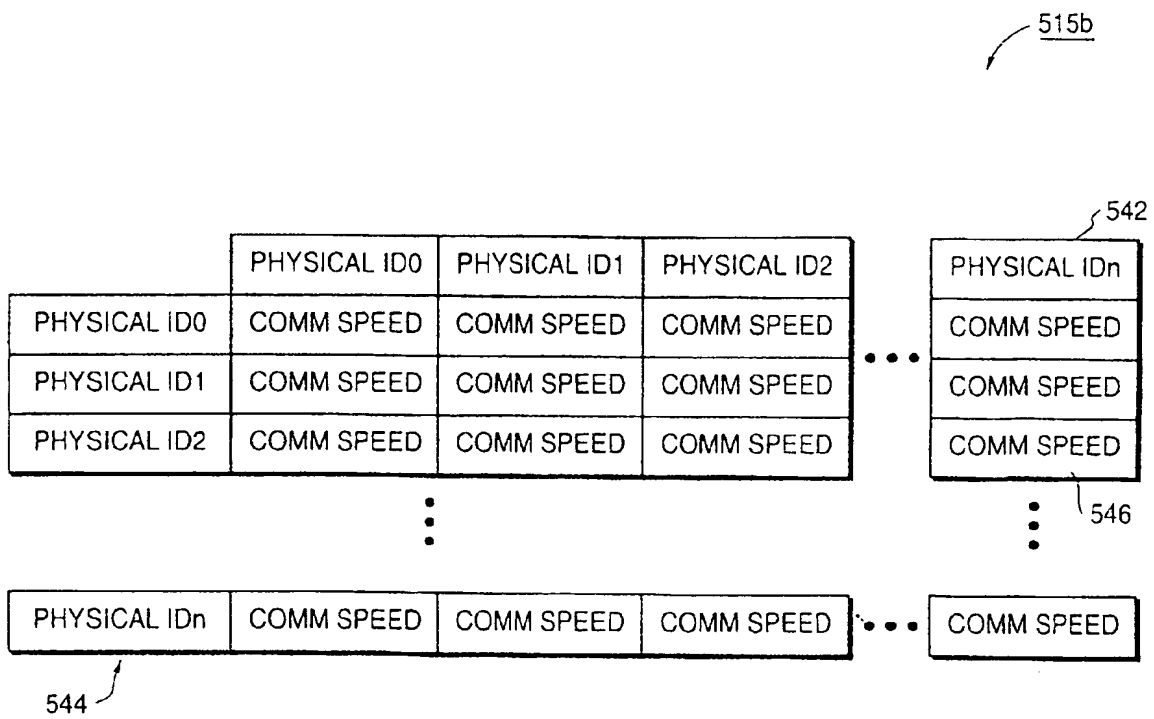 515b
542
PHYSICAL ID0 PHYSICAL ID1 PHYSICAL ID2 PHYSICAL IDn
PHYSICAL ID0 COMM SPEED COMM SPEED COMM SPEED COMM SPEED
PHYSICAL ID1 COMM SPEED COMM SPEED COMM SPEED COMM SPEED
PHYSICAL ID2 COMM SPEED COMM SPEED COMM SPEED COMM SPEED
546
PHYSICAL IDn COMM SPEED COMM SPEED COMM SPEED COMM SPEED
544